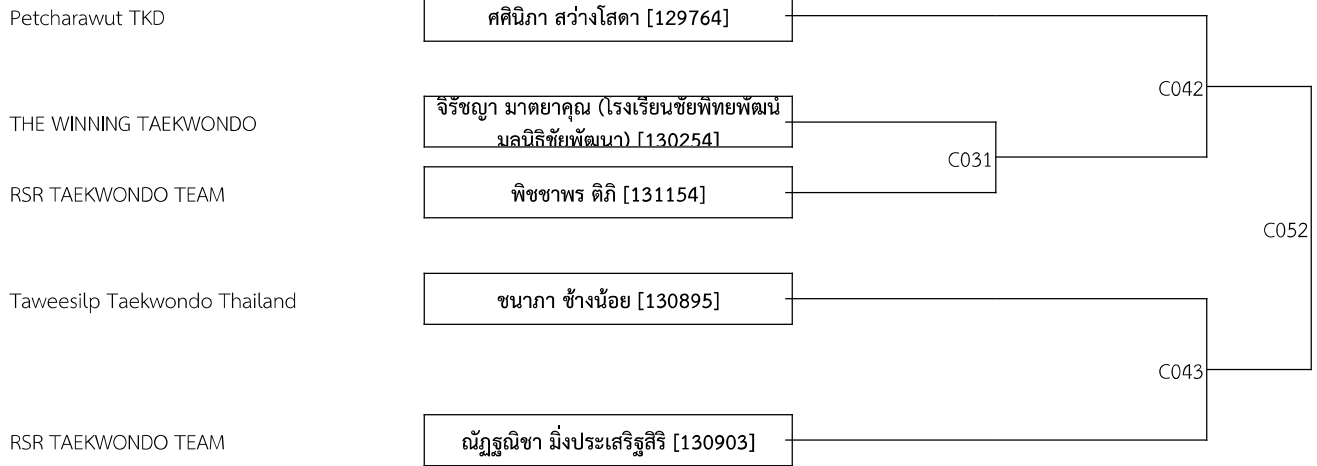 Petcharawut TKD
ศศินิภา สว่างโสดา [129764]
C042
THE WINNING TAEKWONDO
จิรัชญา มาตยาคุณ (โรงเรียนชัยพิทยพัฒน์
มูลนิธิชัยพัฒนา) [130254]
C031
RSR TAEKWONDO TEAM
พิชชาพร ติภิ [131154]
C052
Taweesilp Taekwondo Thailand
ชนาภา ช้างน้อย [130895]
C043
RSR TAEKWONDO TEAM
ณัฏฐณิชา มิ่งประเสริฐสิริ [130903]